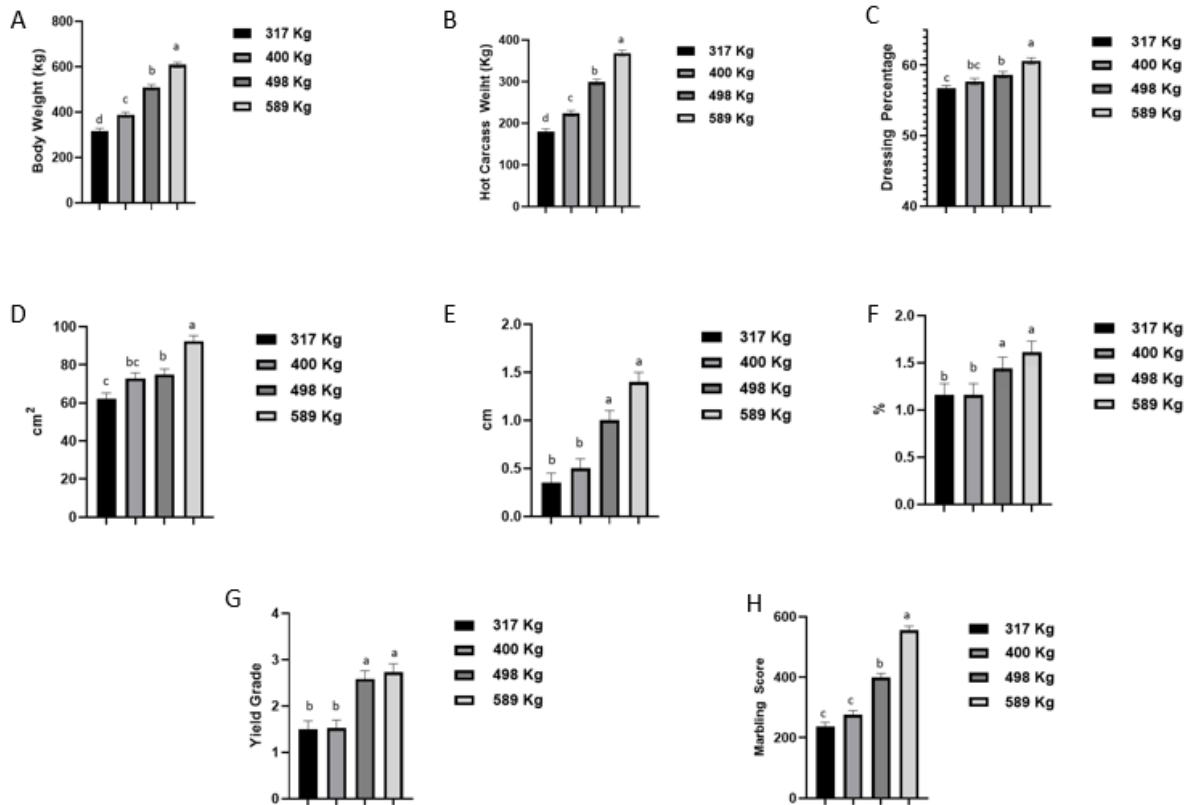 A
Body Weight (kg)
800
600
400
200
0
d
c
b
a
317 Kg
400 Kg
498 Kg
589 Kg
B
Hot Carcass Weiht (Kg)
400
300
200
100
0
d
c
b
a
317 Kg
400 Kg
498 Kg
589 Kg
C
Dressing Percentage
60
50
40
c
bc
b
a
317 Kg
400 Kg
498 Kg
589 Kg
D
cm²
100
80
60
40
20
0
c
bc
b
a
317 Kg
400 Kg
498 Kg
589 Kg
E
cm
2.0
1.5
1.0
0.5
0.0
b
b
a
a
317 Kg
400 Kg
498 Kg
589 Kg
F
%
2.0
1.5
1.0
0.5
0.0
b
b
a
a
317 Kg
400 Kg
498 Kg
589 Kg
G
Yield Grade
4
3
2
1
0
b
b
a
a
317 Kg
400 Kg
498 Kg
589 Kg
H
Marbling Score
600
400
200
0
c
c
b
a
317 Kg
400 Kg
498 Kg
589 Kg